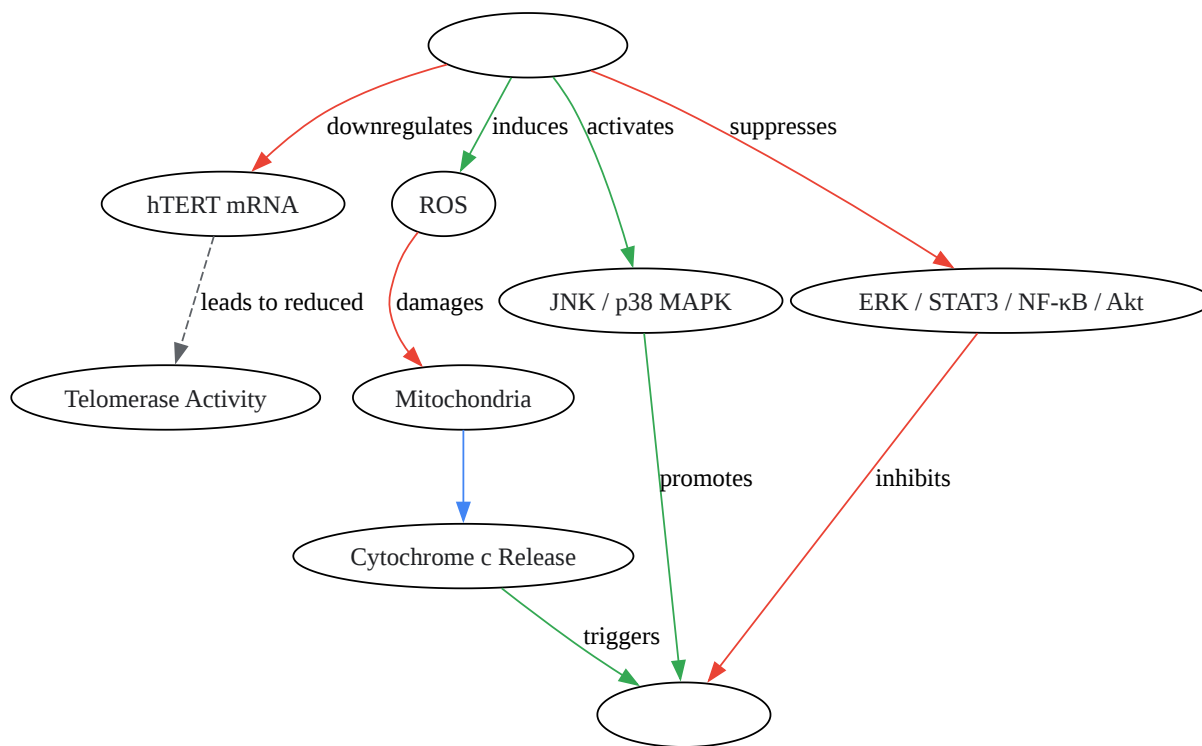 downregulates
induces
activates
suppresses
hTERT mRNA
ROS
leads to reduced
damages
JNK / p38 MAPK
ERK / STAT3 / NF-κB / Akt
Telomerase Activity
Mitochondria
promotes
inhibits
Cytochrome c Release
triggers